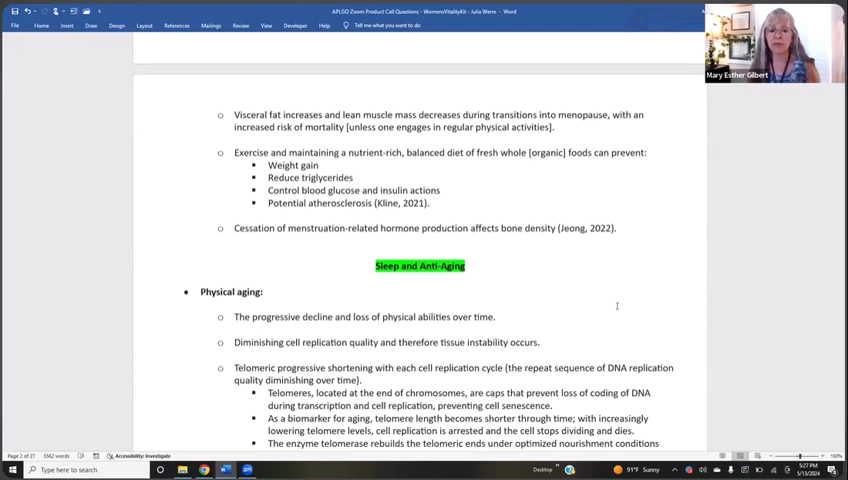 APLGO Zoom Product Call Questions - WomensVitalityKit - Julia Werre - Word
File Home Insert Draw Design Layout References Mailings Review View Developer Help Tell me what you want to do
Mary Esther Gilbert
o Visceral fat increases and lean muscle mass decreases during transitions into menopause, with an
increased risk of mortality [unless one engages in regular physical activities].
o Exercise and maintaining a nutrient-rich, balanced diet of fresh whole [organic] foods can prevent:
▪ Weight gain
▪ Reduce triglycerides
▪ Control blood glucose and insulin actions
▪ Potential atherosclerosis (Kline, 2021).
o Cessation of menstruation-related hormone production affects bone density (Jeong, 2022).
Sleep and Anti-Aging
• Physical aging:
o The progressive decline and loss of physical abilities over time.
o Diminishing cell replication quality and therefore tissue instability occurs.
o Telomeric progressive shortening with each cell replication cycle (the repeat sequence of DNA replication
quality diminishing over time).
▪ Telomeres, located at the end of chromosomes, are caps that prevent loss of coding of DNA
during transcription and cell replication, preventing cell senescence.
▪ As a biomarker for aging, telomere length becomes shorter through time; with increasingly
lowering telomere levels, cell replication is arrested and the cell stops dividing and dies.
▪ The enzyme telomerase rebuilds the telomeric ends under optimized nourishment conditions
Page 2 of 27 5562 words Accessibility: Investigate 160%
Type here to search Desktop 91°F Sunny 5:27 PM
5/13/2024